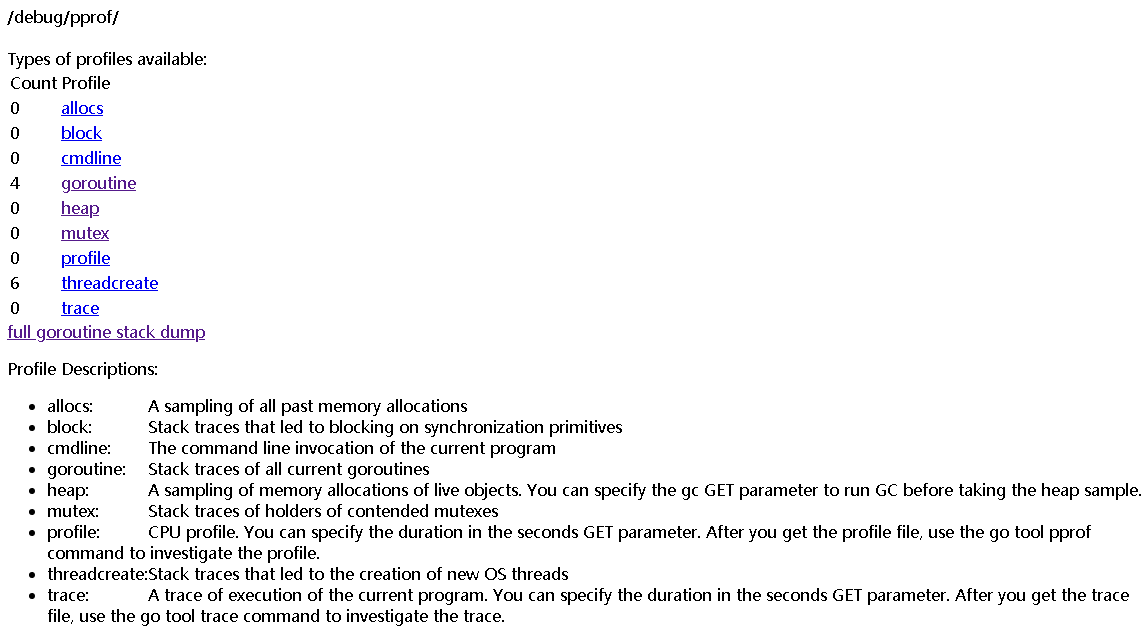 /debug/pprof/
Types of profiles available:
Count Profile
0 allocs
0 block
0 cmdline
4 goroutine
0 heap
0 mutex
0 profile
6 threadcreate
0 trace
full goroutine stack dump
Profile Descriptions:
• allocs: A sampling of all past memory allocations
• block: Stack traces that led to blocking on synchronization primitives
• cmdline: The command line invocation of the current program
• goroutine: Stack traces of all current goroutines
• heap: A sampling of memory allocations of live objects. You can specify the gc GET parameter to run GC before taking the heap sample.
• mutex: Stack traces of holders of contended mutexes
• profile: CPU profile. You can specify the duration in the seconds GET parameter. After you get the profile file, use the go tool pprof
command to investigate the profile.
• threadcreate:Stack traces that led to the creation of new OS threads
• trace: A trace of execution of the current program. You can specify the duration in the seconds GET parameter. After you get the trace
file, use the go tool trace command to investigate the trace.